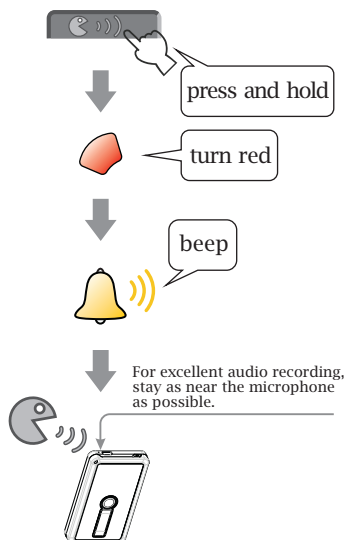 press and hold
turn red
beep
For excellent audio recording,
stay as near the microphone
as possible.